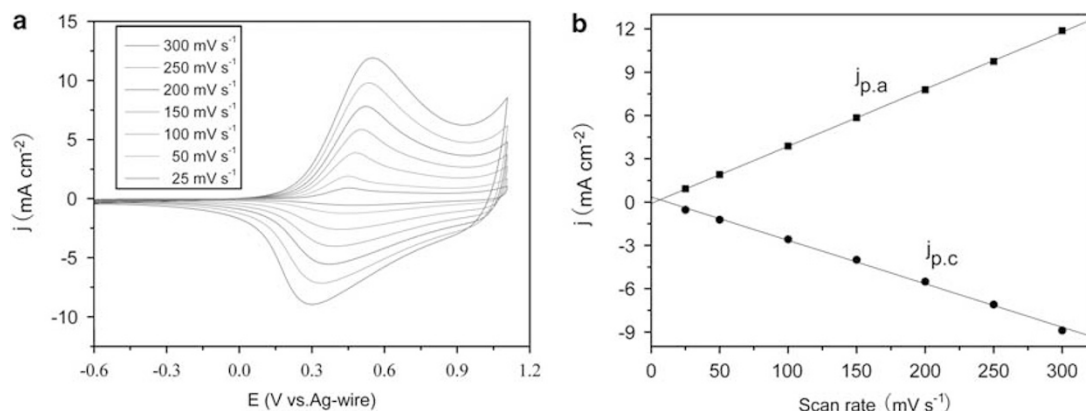 a
15
10
5
0
-5
-10
j (mA cm-2)
300 mV s-1
250 mV s-1
200 mV s-1
150 mV s-1
100 mV s-1
50 mV s-1
25 mV s-1
-0.6 -0.3 0.0 0.3 0.6 0.9 1.2
E (V vs.Ag-wire)
b
12
9
6
3
0
-3
-6
-9
j (mA cm-2)
jp.a
jp.c
0 50 100 150 200 250 300
Scan rate (mV s-1)